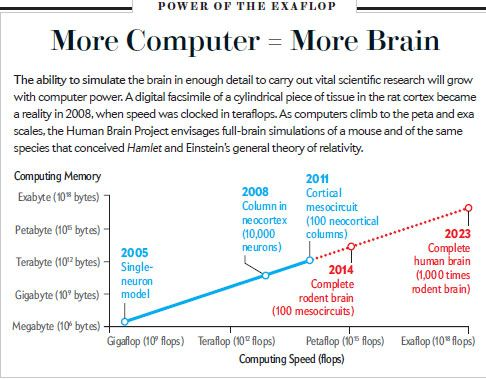 POWER OF THE EXAFLOP
More Computer = More Brain
The ability to simulate the brain in enough detail to carry out vital scientific research will grow
with computer power. A digital facsimile of a cylindrical piece of tissue in the rat cortex became
a reality in 2008, when speed was clocked in teraflops. As computers climb to the peta and exa
scales, the Human Brain Project envisages full-brain simulations of a mouse and of the same
species that conceived Hamlet and Einstein's general theory of relativity.
Computing Memory
Exabyte (10¹⁸ bytes)
Petabyte (10¹⁵ bytes)
Terabyte (10¹² bytes)
Gigabyte (10⁹ bytes)
Megabyte (10⁶ bytes)
2005
Single-
neuron
model
2008
Column in
neocortex
(10,000
neurons)
2011
Cortical
mesocircuit
(100 neocortical
columns)
2014
Complete
rodent brain
(100 mesocircuits)
2023
Complete
human brain
(1,000 times
rodent brain)
Gigaflop (10⁹ flops)
Teraflop (10¹² flops)
Petaflop (10¹⁵ flops)
Exaflop (10¹⁸ flops)
Computing Speed (flops)